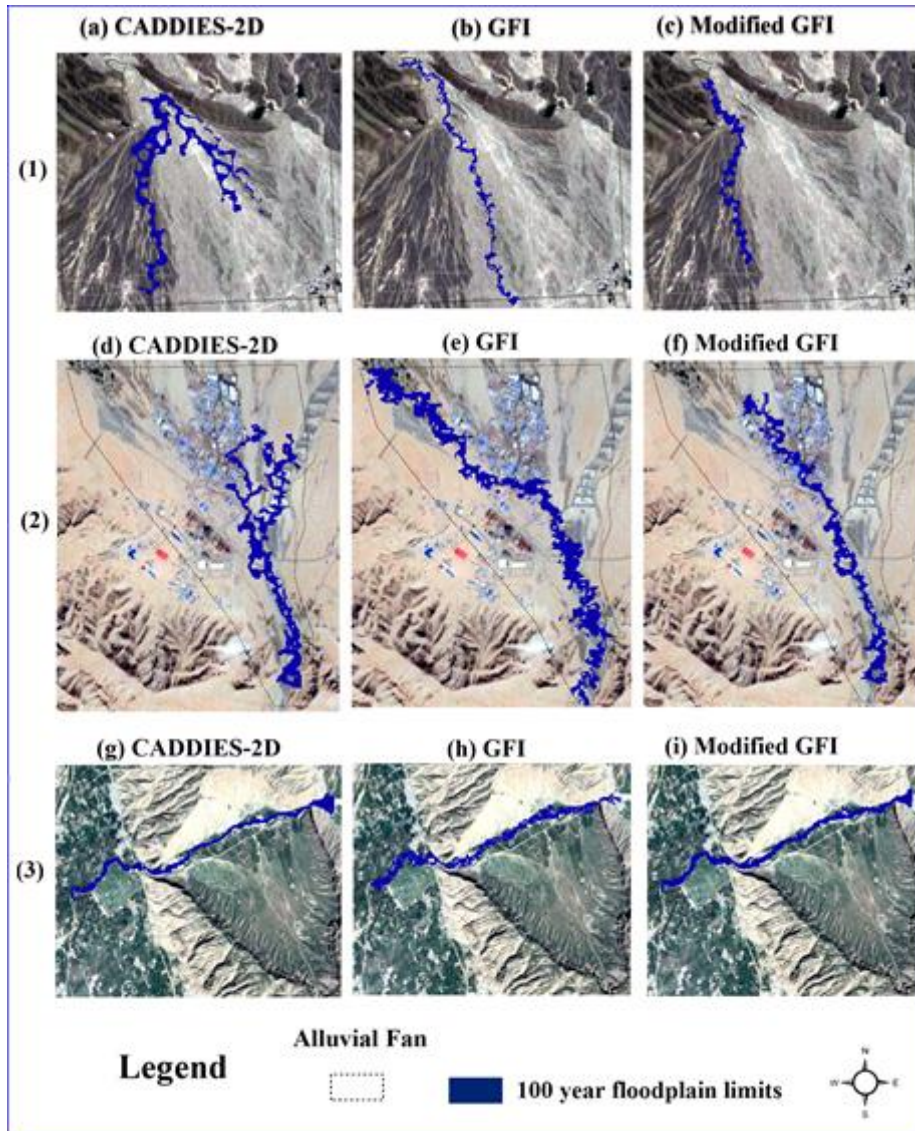 (a) CADDIES-2D (b) GFI (c) Modified GFI
(1)
(d) CADDIES-2D (e) GFI (f) Modified GFI
(2)
(g) CADDIES-2D (h) GFI (i) Modified GFI
(3)
Alluvial Fan
Legend
100 year floodplain limits
N
W E
S